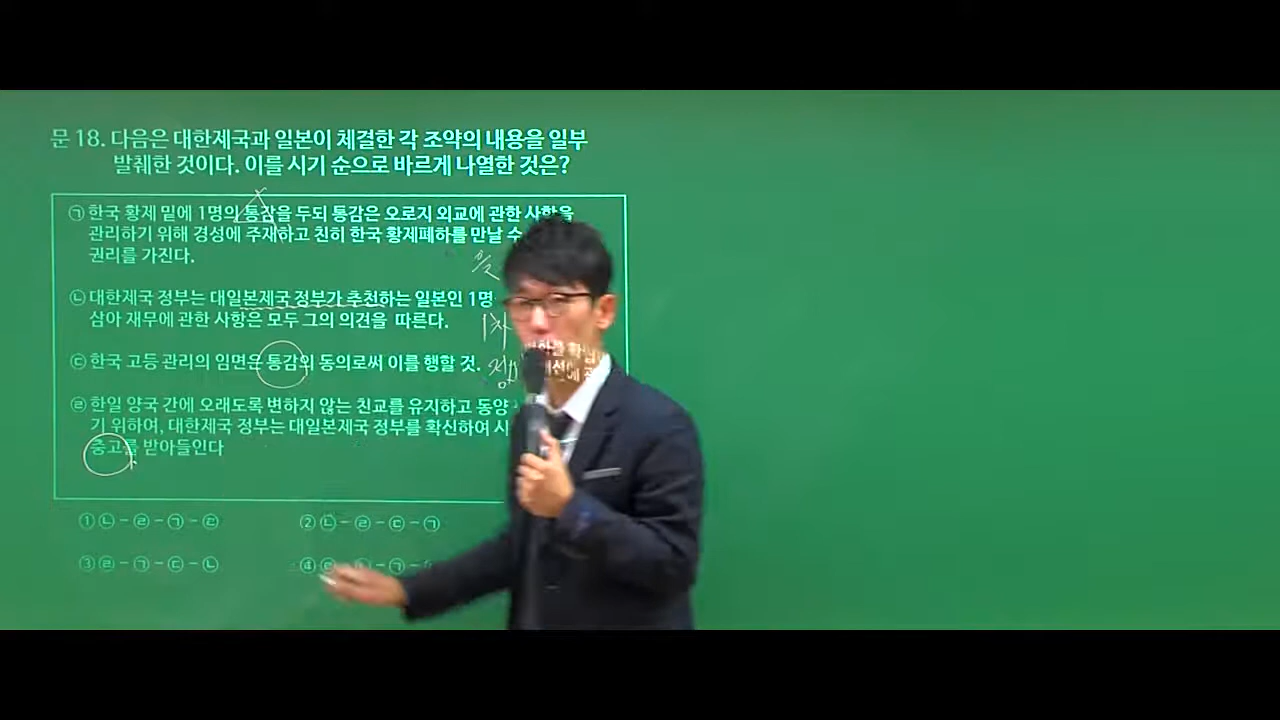 문 18. 다음은 대한제국과 일본이 체결한 각 조약의 내용을 일부
발췌한 것이다. 이를 시기 순으로 바르게 나열한 것은?
㉠ 한국 황제 밑에 1명의 통감을 두되 통감은 오로지 외교에 관한 사항을
관리하기 위해 경성에 주재하고 친히 한국 황제폐하를 만날 수
권리를 가진다.
을
㉡ 대한제국 정부는 대일본제국 정부가 추천하는 일본인 1명
삼아 재무에 관한 사항은 모두 그의 의견을 따른다.
1차
㉢ 한국 고등 관리의 임면은 통감의 동의로써 이를 행할 것.
정
㉣ 한일 양국 간에 오래도록 변하지 않는 친교를 유지하고 동양
기 위하여, 대한제국 정부는 대일본제국 정부를 확신하여 시
충고를 받아들인다
① ㉡-㉣-㉠-㉢ ② ㉡-㉣-㉢-㉠
③ ㉣-㉠-㉢-㉡ ④